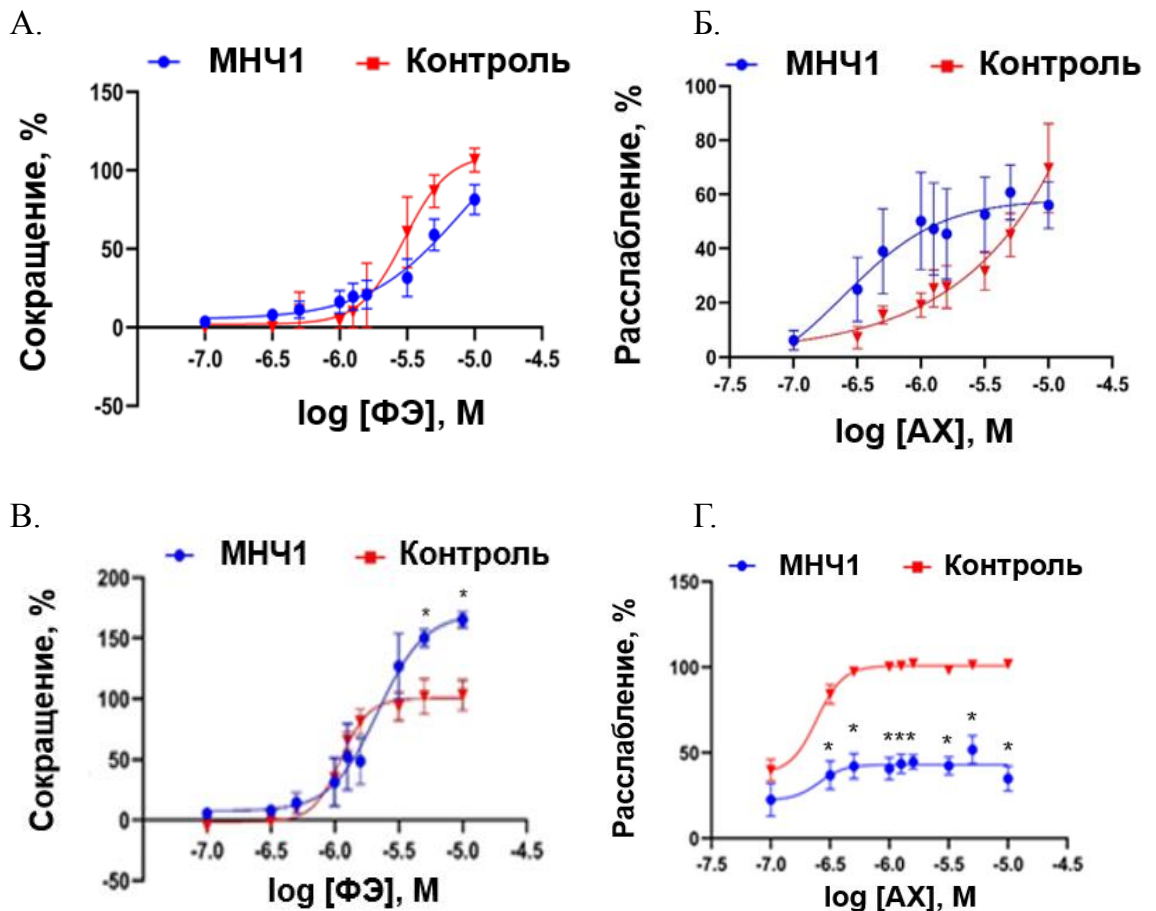 А.
МНЧ1 Контроль
Сокращение, %
150
100
50
0
-50
-7.0 -6.5 -6.0 -5.5 -5.0 -4.5
log [ФЭ], М
Б.
МНЧ1 Контроль
Расслабление, %
100
80
60
40
20
0
-7.5 -7.0 -6.5 -6.0 -5.5 -5.0 -4.5
log [АХ], М
В.
МНЧ1 Контроль
Сокращение, %
200
150
100
50
0
-50
* *
-7.0 -6.5 -6.0 -5.5 -5.0 -4.5
log [ФЭ], М
Г.
МНЧ1 Контроль
Расслабление, %
150
100
50
0
* * *** * * *
-7.5 -7.0 -6.5 -6.0 -5.5 -5.0 -4.5
log [АХ], М